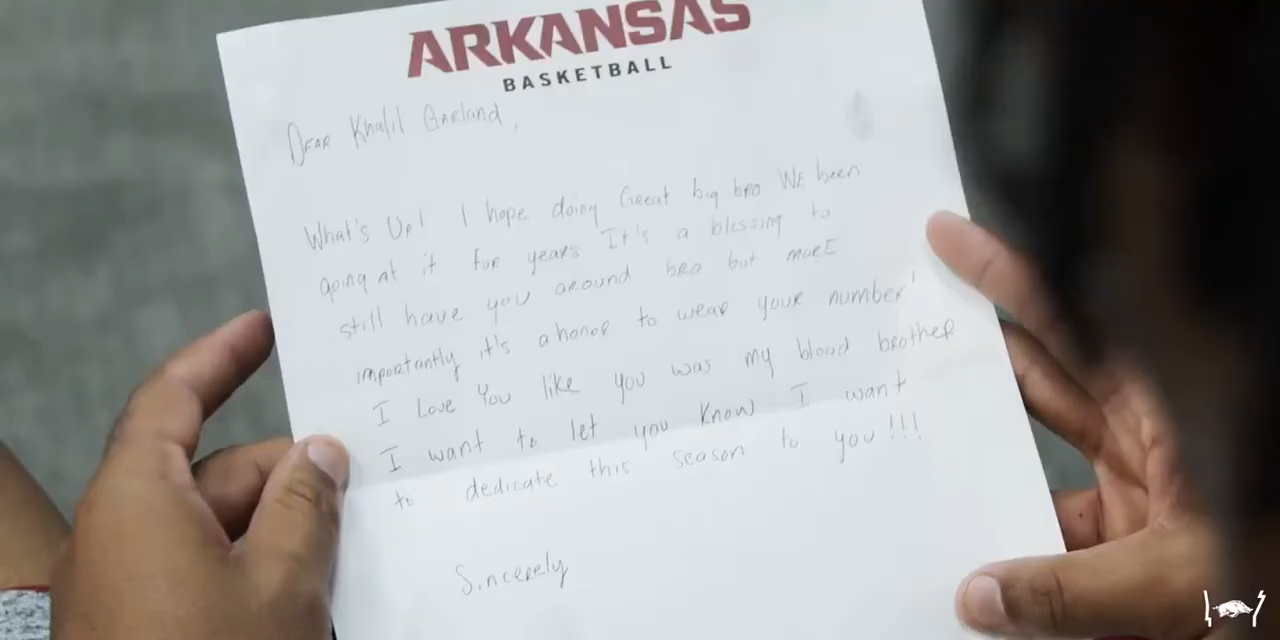 ARKANSAS
BASKETBALL
Dear Khalil Garland,
What's Up! I hope doing Great big bro We been
going at it for years It's a blessing to
still have you around bro but more
importantly it's a honor to wear your number!
I Love You like you was my blood brother
I want to let you know I want
to dedicate this season to you!!!
Sincerely